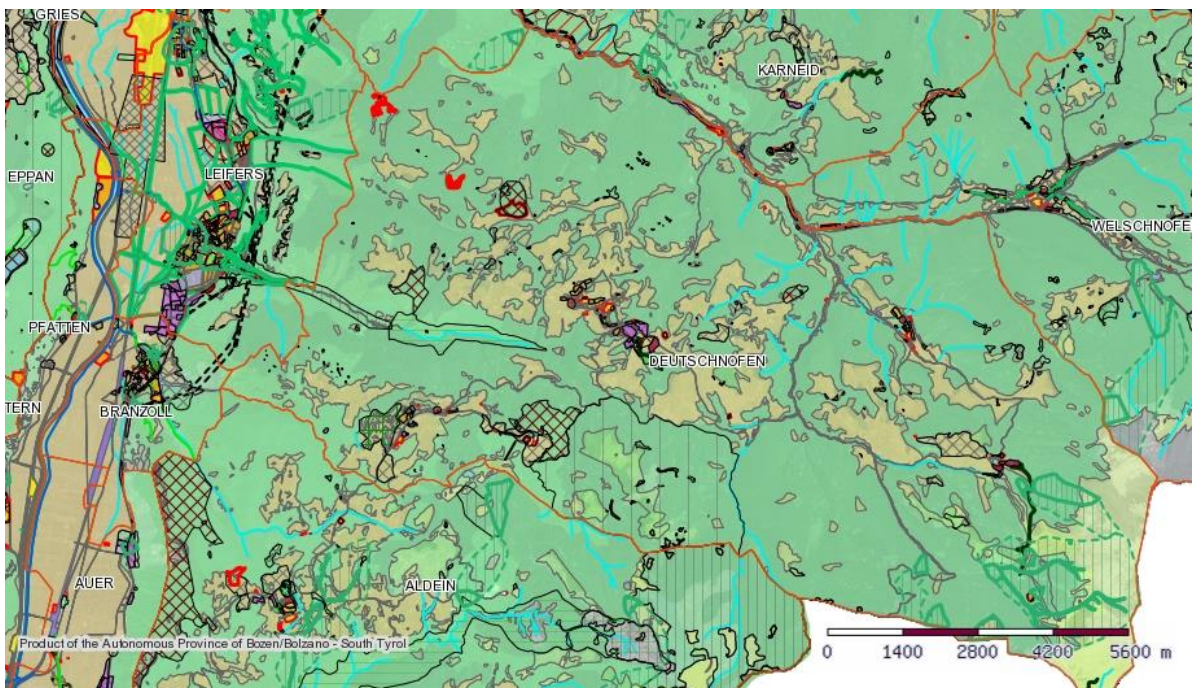 GRIES
KARNEID
EPPAN
LEIFERS
WELSCHNOFE
PFATTEN
DEUTSCHNOFEN
TERN
BRANZOLL
AUER
ALDEIN
Product of the Autonomous Province of Bozen/Bolzano - South Tyrol
0 1400 2800 4200 5600 m